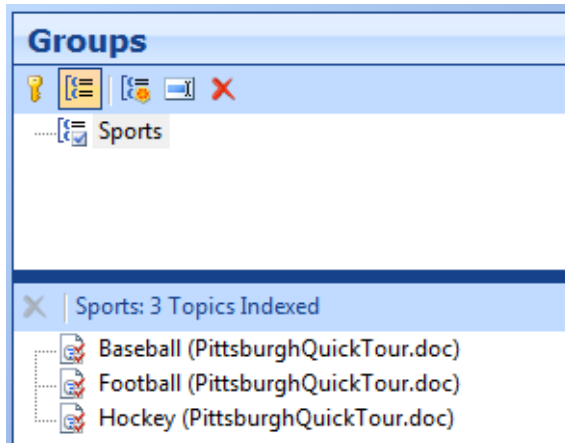 Groups
Sports
Sports: 3 Topics Indexed
Baseball (PittsburghQuickTour.doc)
Football (PittsburghQuickTour.doc)
Hockey (PittsburghQuickTour.doc)